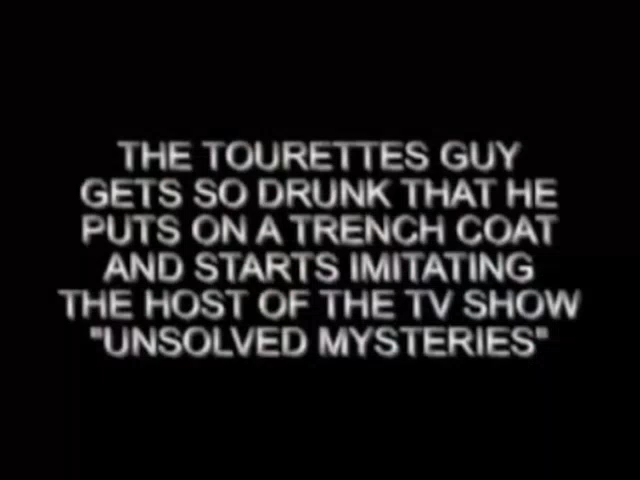 THE TOURETTES GUY
GETS SO DRUNK THAT HE
PUTS ON A TRENCH COAT
AND STARTS IMITATING
THE HOST OF THE TV SHOW
"UNSOLVED MYSTERIES"